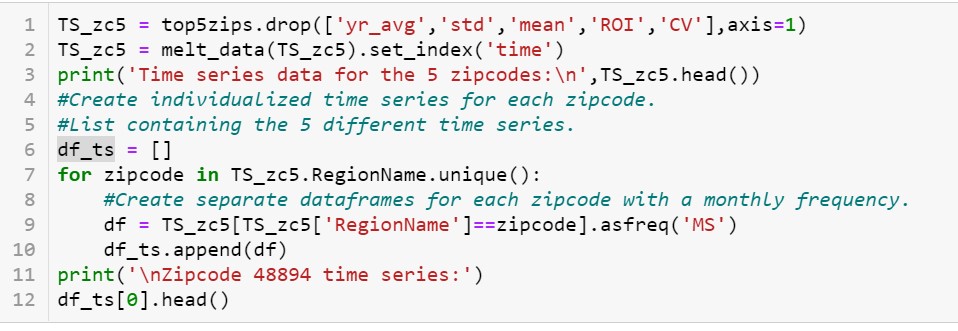 1 TS_zc5 = top5zips.drop(['yr_avg','std','mean','ROI','CV'],axis=1)
2 TS_zc5 = melt_data(TS_zc5).set_index('time')
3 print('Time series data for the 5 zipcodes:\n',TS_zc5.head())
4 #Create individualized time series for each zipcode.
5 #List containing the 5 different time series.
6 df_ts = []
7 for zipcode in TS_zc5.RegionName.unique():
8     #Create separate dataframes for each zipcode with a monthly frequency.
9     df = TS_zc5[TS_zc5['RegionName']==zipcode].asfreq('MS')
10     df_ts.append(df)
11 print('\nZipcode 48894 time series:')
12 df_ts[0].head()